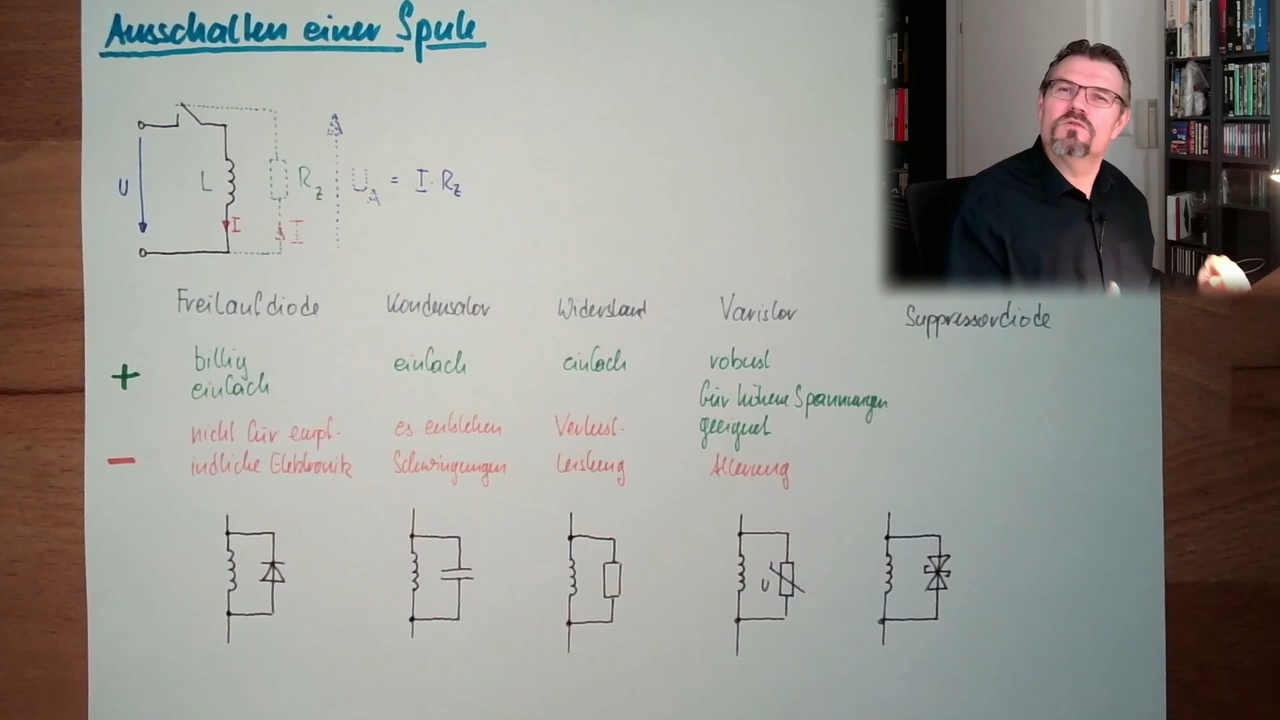 Ausschalten einer Spule
U
L
I
R_Z
I
U_A = I · R_Z
Freilaufdiode
Kondensator
Widerstand
Varistor
Suppressordiode
+
billig
einfach
einfach
einfach
robust
für höhere Spannungen
geeignet
−
nicht für empf-
indliche Elektronik
es entstehen
Schwingungen
Verlust-
leistung
Alterung
U